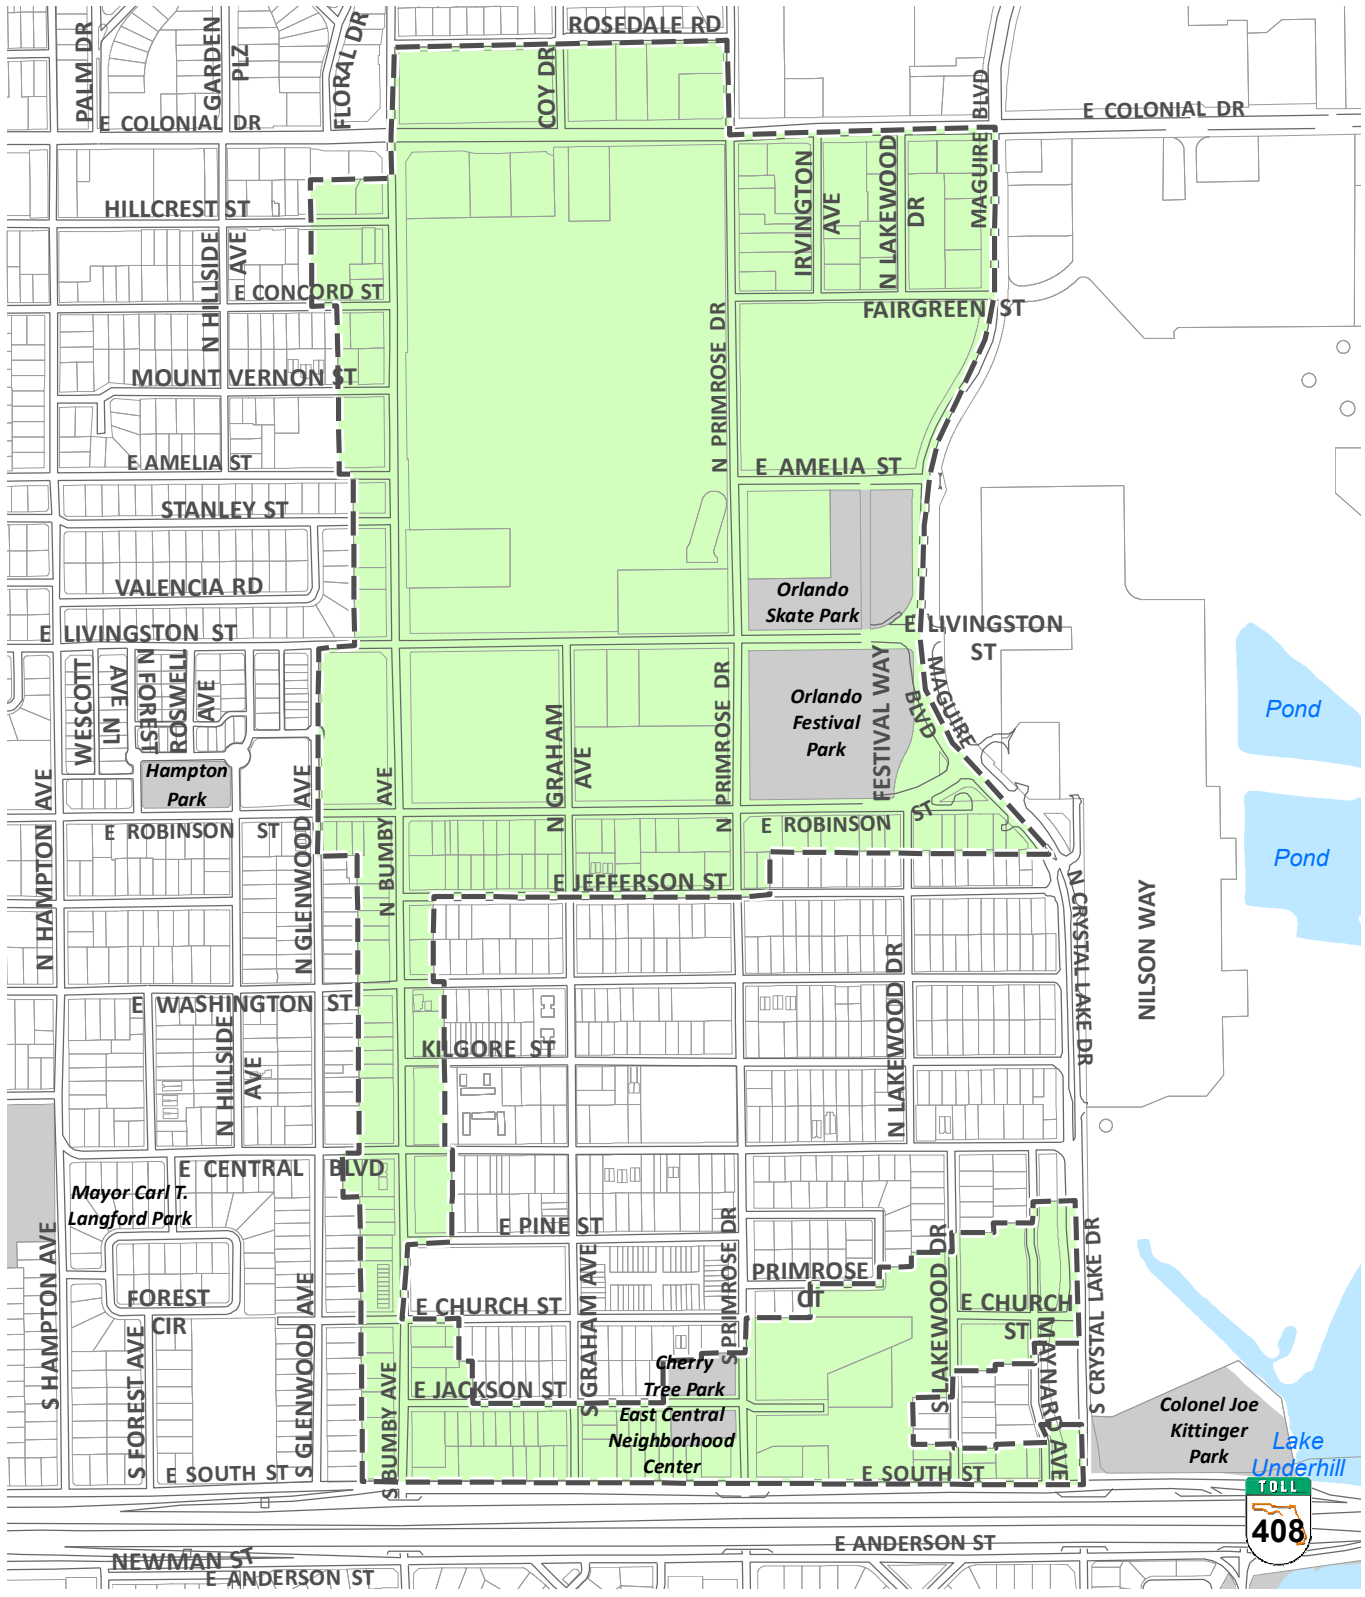 ROSEDALE RD
PALM DR
GARDEN
PLZ
FLORAL DR
COY DR
BLVD
E COLONIAL DR
E COLONIAL DR
MAGUIRE
IRVINGTON
AVE
N LAKEWOOD
DR
HILLCREST ST
N HILLSIDE
AVE
E CONCORD ST
FAIRGREEN ST
MOUNT VERNON ST
N PRIMROSE DR
E AMELIA ST
E AMELIA ST
STANLEY ST
VALENCIA RD
Orlando
Skate Park
E LIVINGSTON ST
E LIVINGSTON
ST
WESCOTT
LN
N FOREST
AVE
ROSWELL
AVE
Orlando
Festival
Park
FESTIVAL WAY
MAGUIRE
BLVD
N PRIMROSE DR
N GRAHAM
AVE
Pond
Hampton
Park
N HAMPTON AVE
N GLENWOOD AVE
N BUMBY AVE
E ROBINSON ST
E ROBINSON ST
Pond
E JEFFERSON ST
N CRYSTAL LAKE DR
NILSON WAY
N LAKEWOOD DR
E WASHINGTON ST
N HILLSIDE
AVE
KILGORE ST
E CENTRAL BLVD
Mayor Carl T.
Langford Park
E PINE ST
S HAMPTON AVE
S PRIMROSE DR
PRIMROSE
CT
S LAKEWOOD DR
S CRYSTAL LAKE DR
FOREST
CIR
S FOREST AVE
S GLENWOOD AVE
S GRAHAM AVE
E CHURCH ST
E CHURCH
ST
MAYNARD AVE
S BUMBY AVE
Cherry
Tree Park
E JACKSON ST
East Central
Neighborhood
Center
Colonel Joe
Kittinger
Park
Lake
Underhill
E SOUTH ST
E SOUTH ST
TOLL
408
E ANDERSON ST
NEWMAN ST
E ANDERSON ST